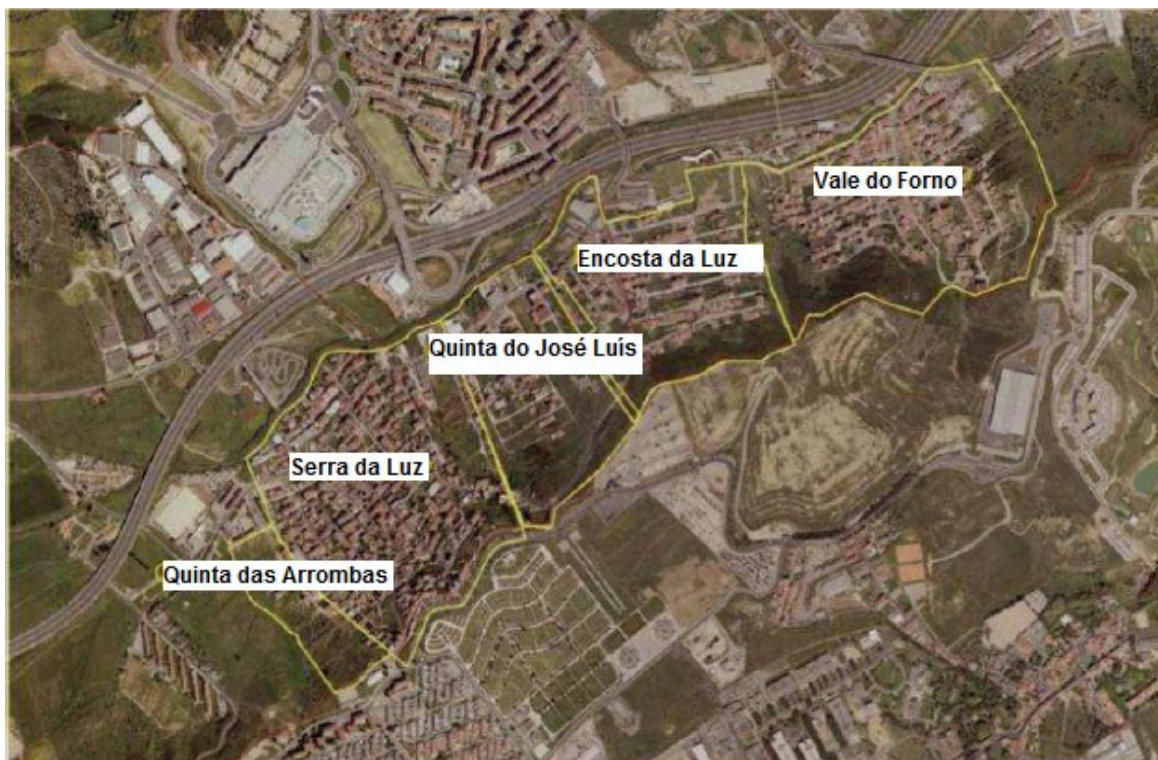 Vale do Forno
Encosta da Luz
Quinta do José Luís
Serra da Luz
Quinta das Arrombas